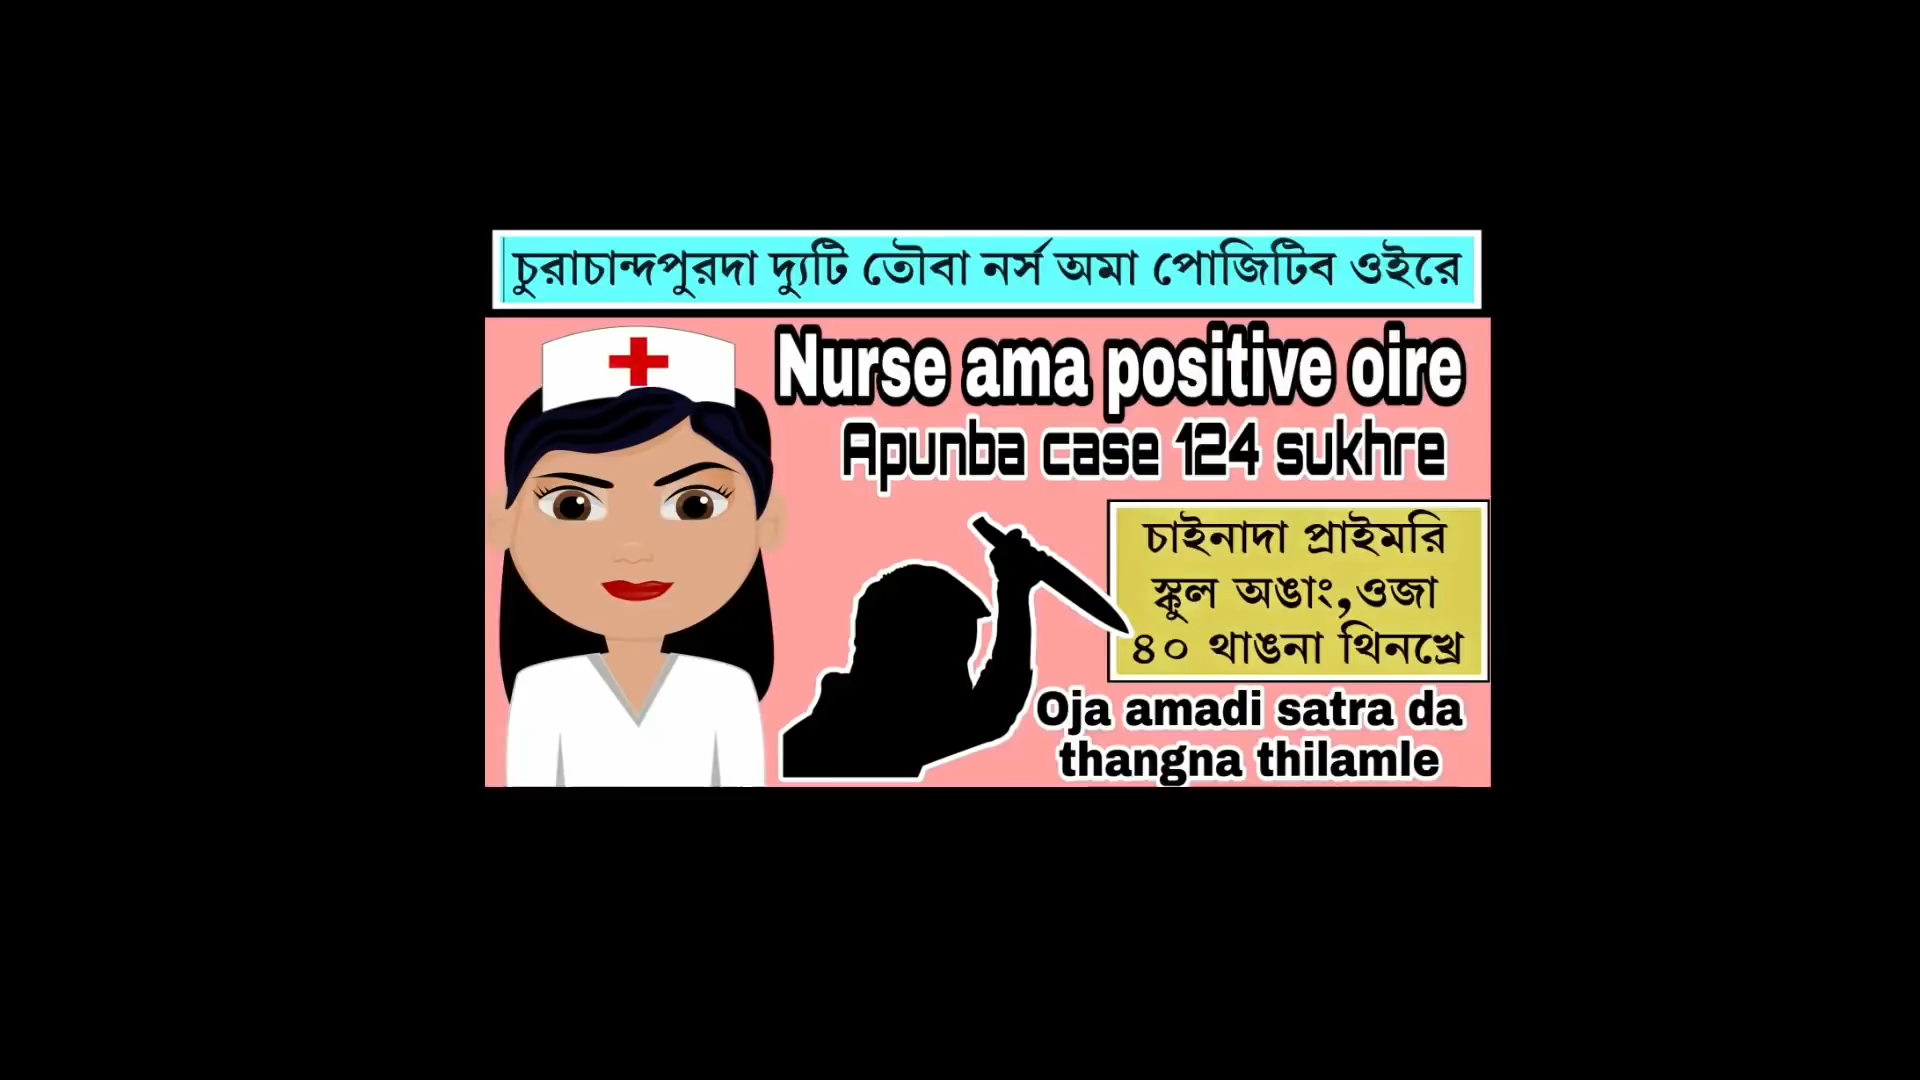 চুরাচান্দপুরদা দ্যুটি তৌবা নর্স অমা পোজিটিব ওইরে
Nurse ama positive oire
Apunba case 124 sukhre
চাইনাদা প্রাইমরি
স্কুল অঙাং,ওজা
৪০ থাঙনা থিনখ্রে
Oja amadi satra da
thangna thilamle